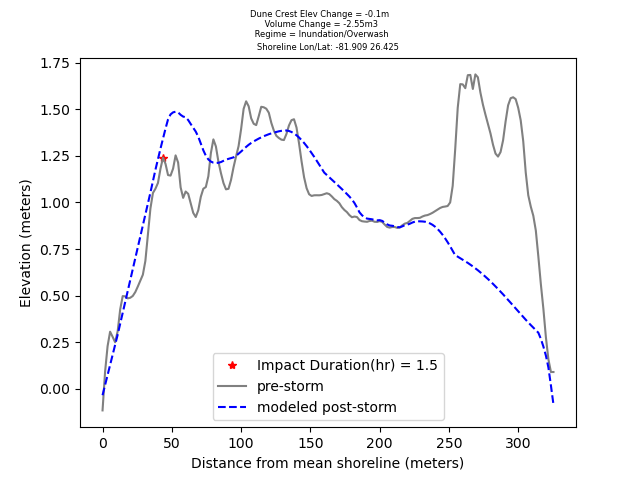 Dune Crest Elev Change = -0.1m
Volume Change = -2.55m3
Regime = Inundation/Overwash
Shoreline Lon/Lat: -81.909 26.425
1.75
1.50
1.25
1.00
0.75
0.50
0.25
0.00
Elevation (meters)
Impact Duration(hr) = 1.5
pre-storm
modeled post-storm
0 50 100 150 200 250 300
Distance from mean shoreline (meters)